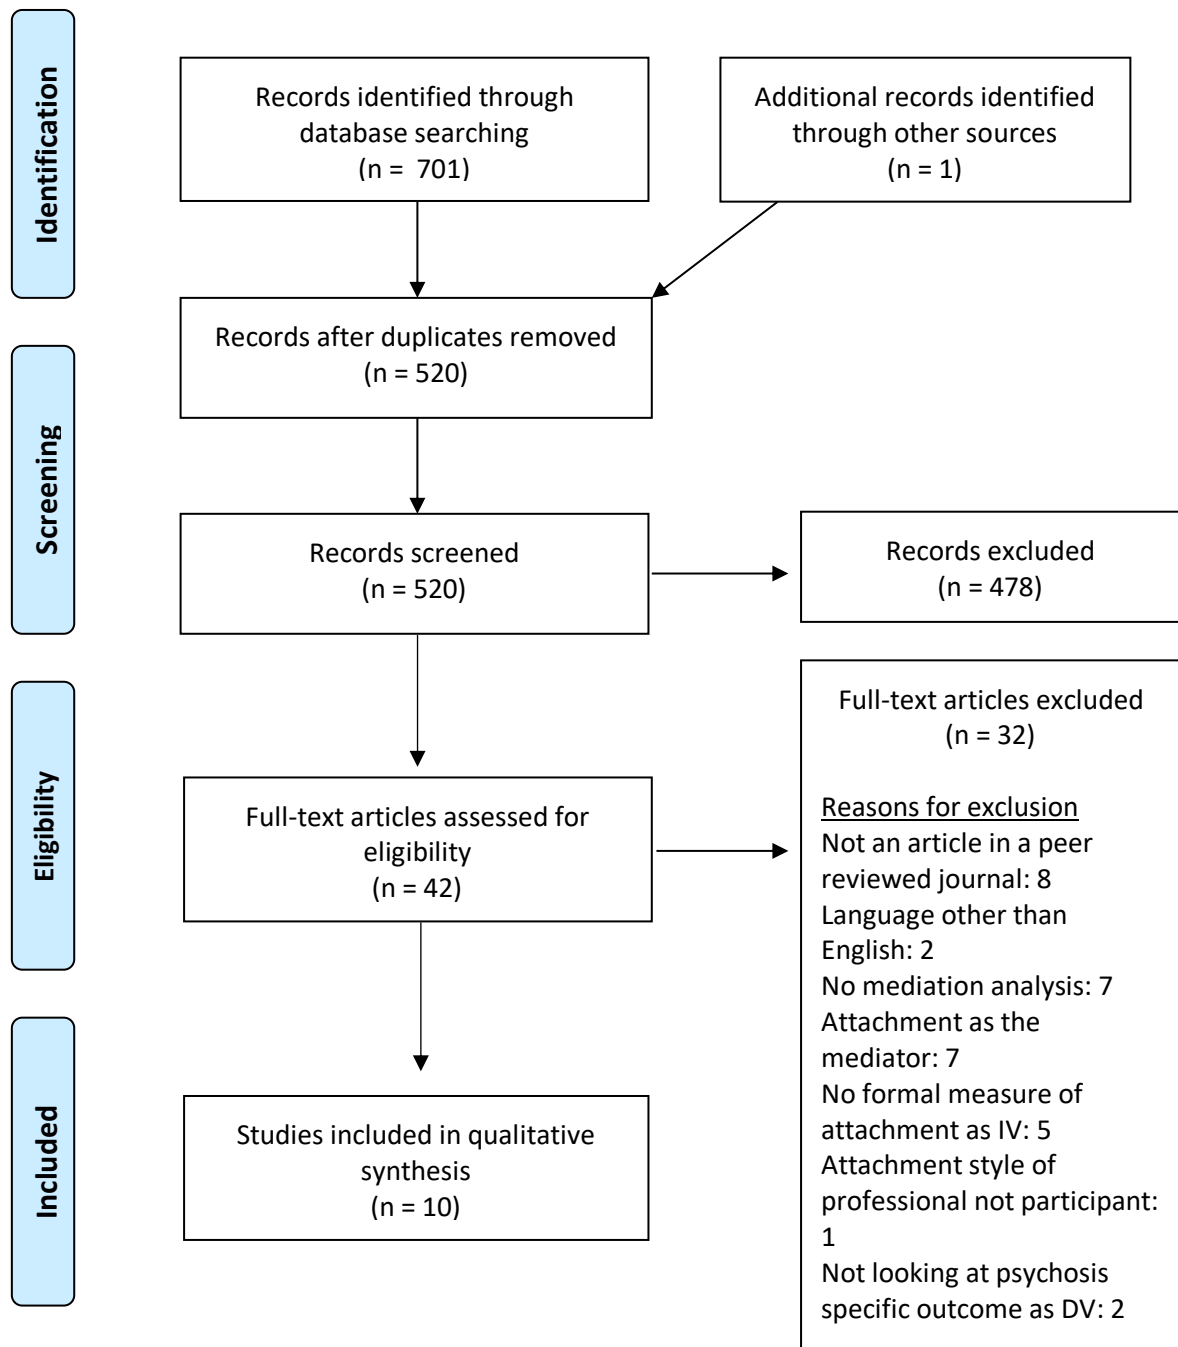 Identification
Records identified through
database searching
(n =  701)
Additional records identified
through other sources
(n = 1)
Records after duplicates removed
(n = 520)
Screening
Records screened
(n = 520)
Records excluded
(n = 478)
Eligibility
Full-text articles assessed for
eligibility
(n = 42)
Full-text articles excluded
(n = 32)
Reasons for exclusion
Not an article in a peer
reviewed journal: 8
Language other than
English: 2
No mediation analysis: 7
Attachment as the
mediator: 7
No formal measure of
attachment as IV: 5
Attachment style of
professional not participant:
1
Not looking at psychosis
specific outcome as DV: 2
Included
Studies included in qualitative
synthesis
(n = 10)